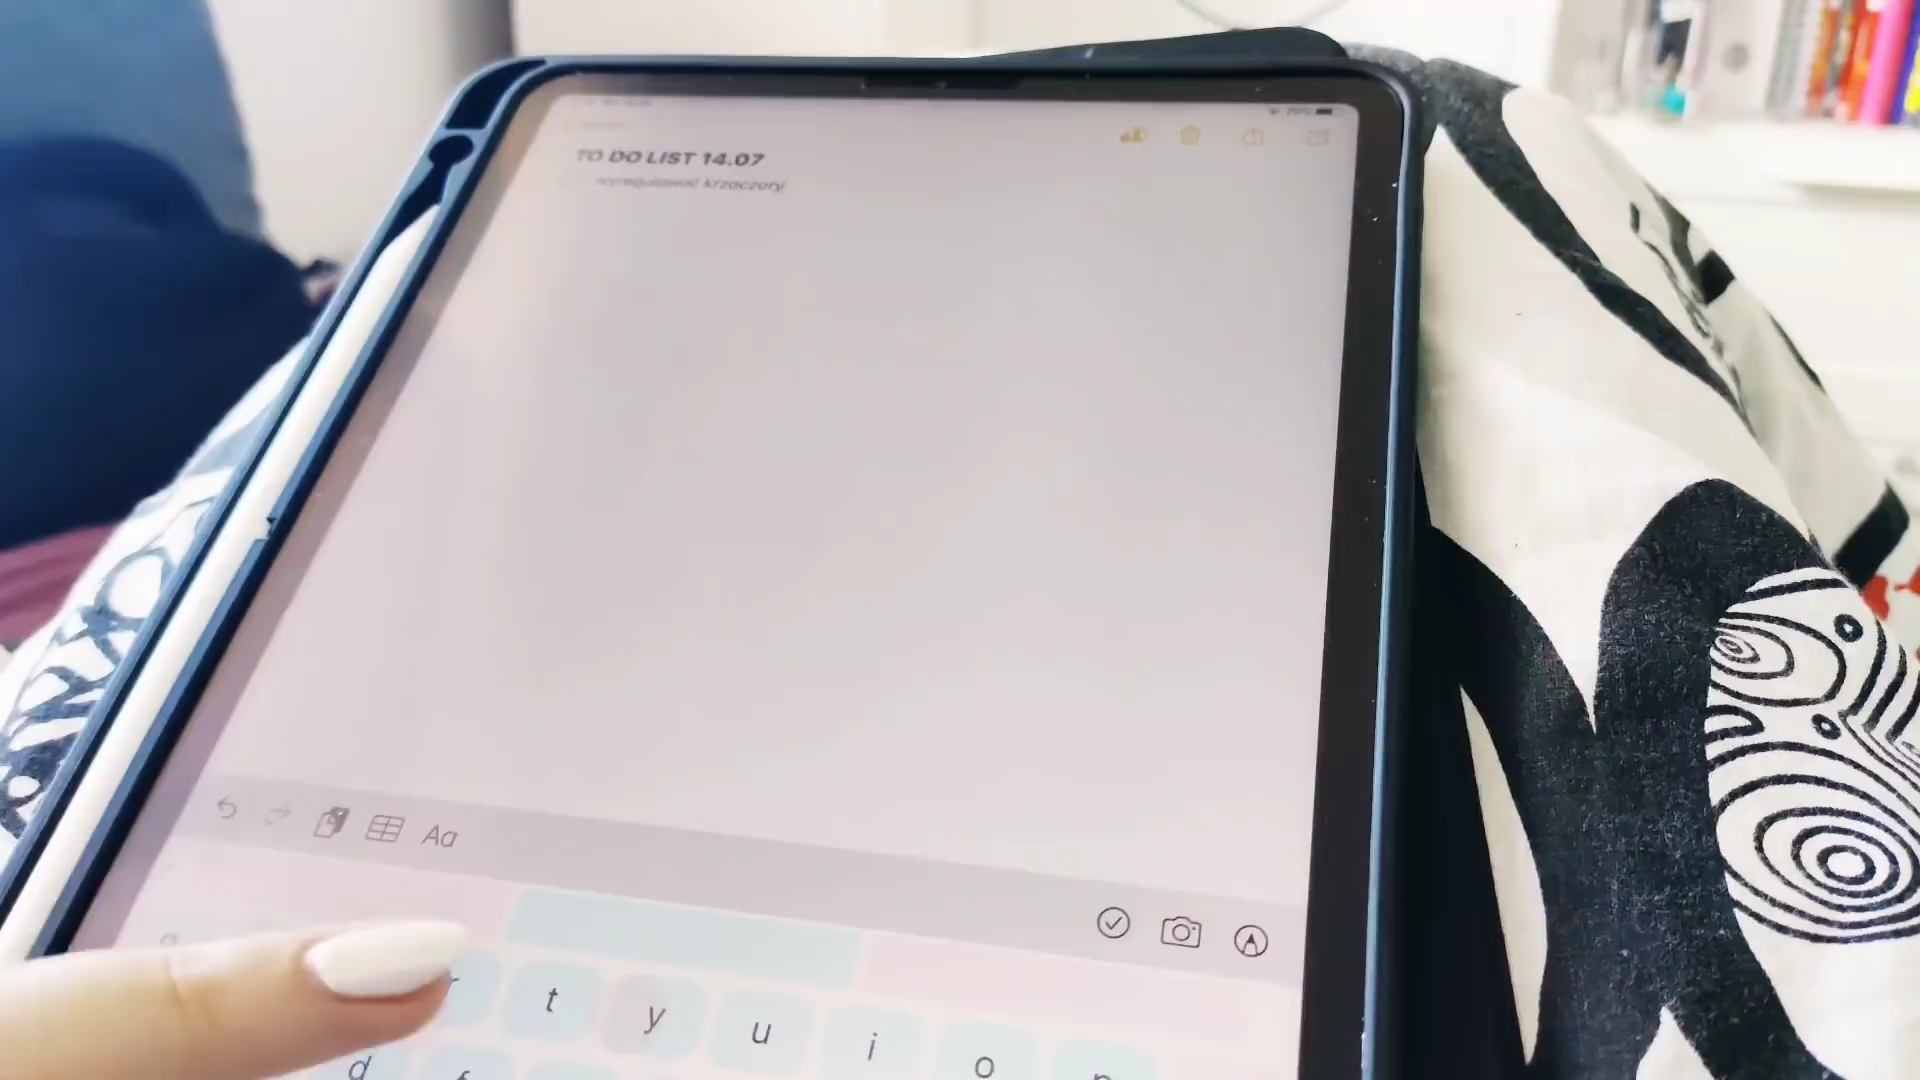 TO DO LIST 14.07
wyregulować krzaczory
Aa
t y u i o p
d f